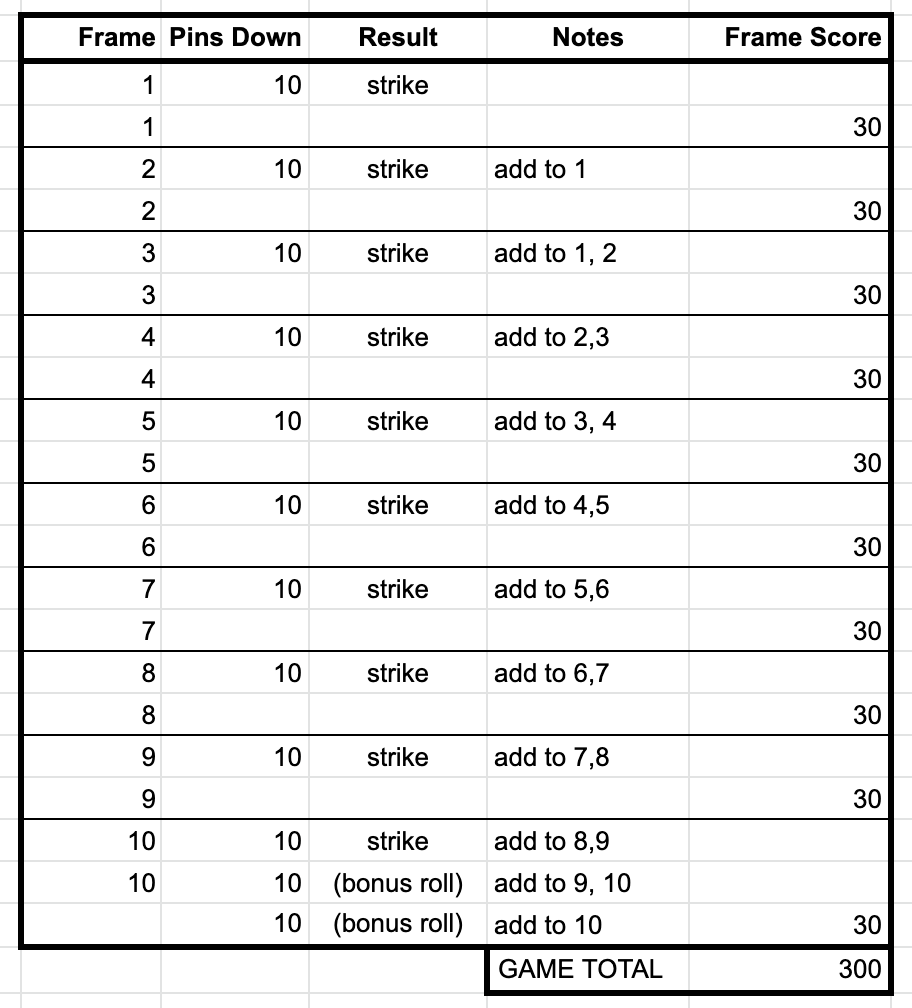 Frame Pins Down Result Notes Frame Score
1 10 strike
1 30
2 10 strike add to 1
2 30
3 10 strike add to 1, 2
3 30
4 10 strike add to 2,3
4 30
5 10 strike add to 3, 4
5 30
6 10 strike add to 4,5
6 30
7 10 strike add to 5,6
7 30
8 10 strike add to 6,7
8 30
9 10 strike add to 7,8
9 30
10 10 strike add to 8,9
10 10 (bonus roll) add to 9, 10
10 (bonus roll) add to 10 30
GAME TOTAL 300